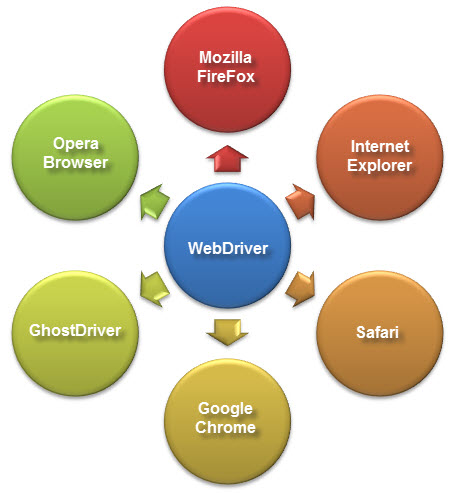 Mozilla
FireFox
Opera
Browser
Internet
Explorer
WebDriver
GhostDriver
Safari
Google
Chrome